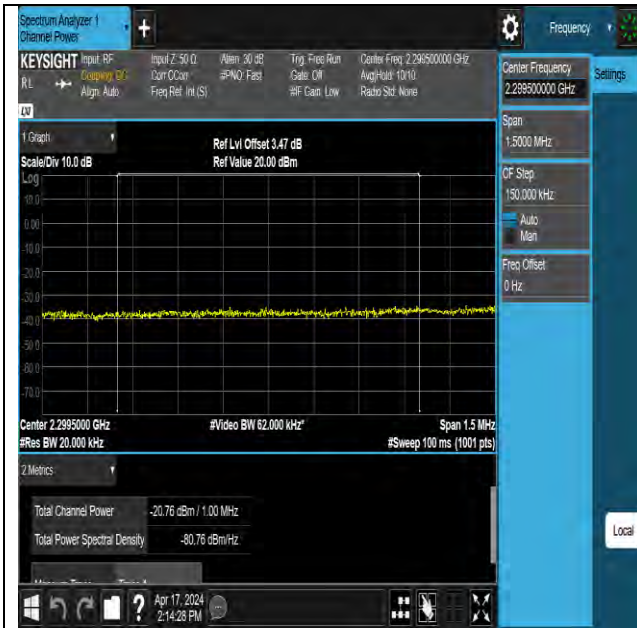 Spectrum Analyzer 1
Channel Power
+
Frequency
KEYSIGHT
Input: RF
Input Z: 50 Ω
Atten: 30 dB
Trig: Free Run
Center Freq: 2.299500000 GHz
RL
Coupling: DC
Corr CCorr
#PNO: Fast
Gate: Off
Avg|Hold: 10/10
Align: Auto
Freq Ref: Int (S)
#IF Gain: Low
Radio Std: None
1 Graph
Ref Lvl Offset 3.47 dB
Scale/Div 10.0 dB
Ref Value 20.00 dBm
Log
10.0
0.00
-10.0
-20.0
-30.0
-40.0
-50.0
-60.0
-70.0
Center 2.2995000 GHz
#Video BW 62.000 kHz*
Span 1.5 MHz
#Res BW 20.000 kHz
#Sweep 100 ms (1001 pts)
2 Metrics
Total Channel Power
-20.76 dBm / 1.00 MHz
Total Power Spectral Density
-80.76 dBm/Hz
Center Frequency
2.299500000 GHz
Settings
Span
1.5000 MHz
CF Step
150.000 kHz
Auto
Man
Freq Offset
0 Hz
Local
?
Apr 17, 2024
2:14:28 PM